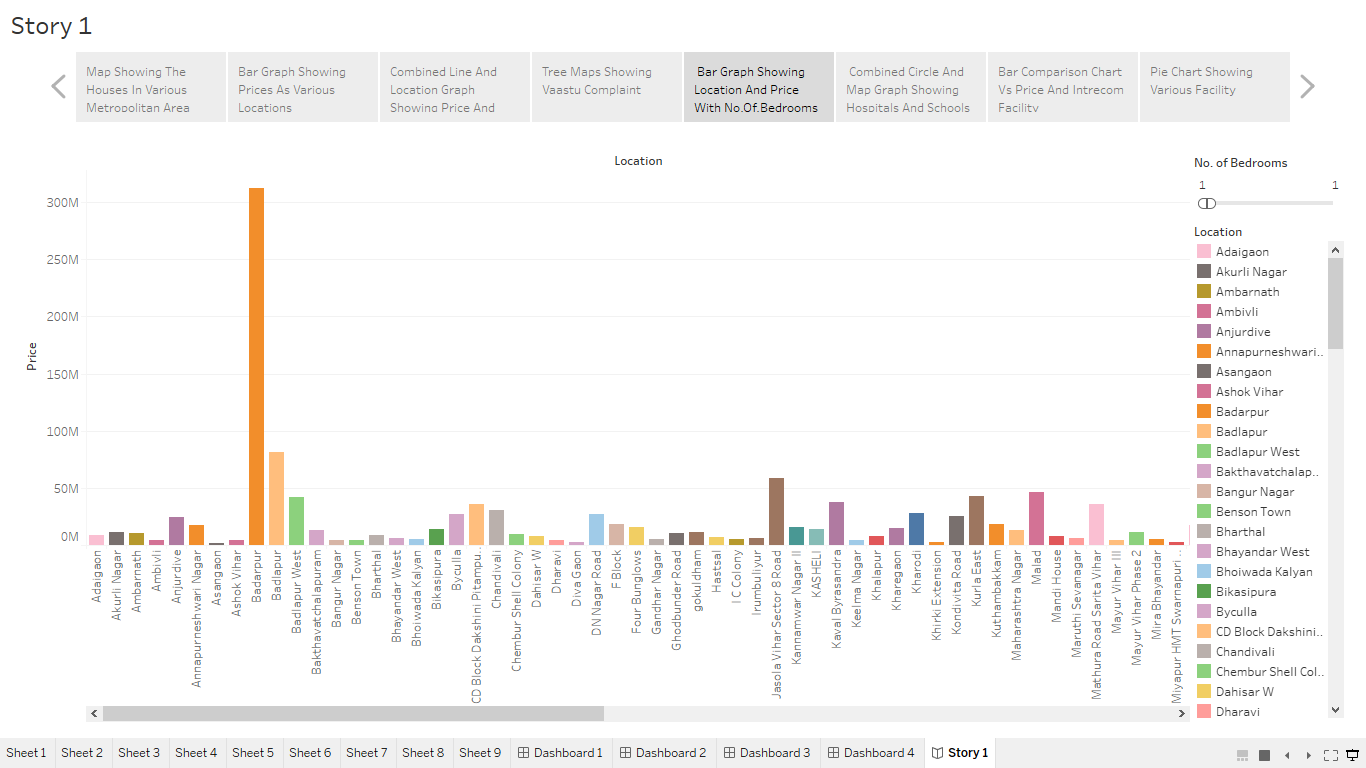 Story 1
Map Showing The
Houses In Various
Metropolitan Area
Bar Graph Showing
Prices As Various
Locations
Combined Line And
Location Graph
Showing Price And
Tree Maps Showing
Vaastu Complaint
Bar Graph Showing
Location And Price
With No.Of.Bedrooms
Combined Circle And
Map Graph Showing
Hospitals And Schools
Bar Comparison Chart
Vs Price And Intrecom
Facility
Pie Chart Showing
Various Facility
Location
Price
300M
250M
200M
150M
100M
50M
0M
Adaigaon
Akurli Nagar
Ambarnath
Ambivli
Anjurdive
Annapurneshwari Nagar
Asangaon
Ashok Vihar
Badarpur
Badlapur
Badlapur West
Bakthavatchalapuram
Bangur Nagar
Benson Town
Bharthal
Bhayandar West
Bhoiwada Kalyan
Bikasipura
Byculla
CD Block Dakshini Pitampu..
Chandivali
Chembur Shell Colony
Dahisar W
Dharavi
Diva Gaon
DN Nagar Road
F Block
Four Bunglows
Gandhar Nagar
Ghodbunder Road
gokuldham
Hastsal
I C Colony
Irumbuliyur
Jasola Vihar Sector 8 Road
Kannamwar Nagar II
KASHELI
Kaval Byrasandra
Keelma Nagar
Khalapur
Kharegaon
Kharodi
Khirki Extension
Kondivita Road
Kurla East
Kuthambakkam
Maharashtra Nagar
Malad
Mandi House
Maruthi Sevanagar
Mathura Road Sarita Vihar
Mayur Vihar III
Mayur Vihar Phase 2
Mira Bhayandar
Miyapur HMT Swarnapuri ..
No. of Bedrooms
1 1
Location
Adaigaon
Akurli Nagar
Ambarnath
Ambivli
Anjurdive
Annapurneshwari..
Asangaon
Ashok Vihar
Badarpur
Badlapur
Badlapur West
Bakthavatchalap..
Bangur Nagar
Benson Town
Bharthal
Bhayandar West
Bhoiwada Kalyan
Bikasipura
Byculla
CD Block Dakshini..
Chandivali
Chembur Shell Col..
Dahisar W
Dharavi
Sheet 1 Sheet 2 Sheet 3 Sheet 4 Sheet 5 Sheet 6 Sheet 7 Sheet 8 Sheet 9 Dashboard 1 Dashboard 2 Dashboard 3 Dashboard 4 Story 1